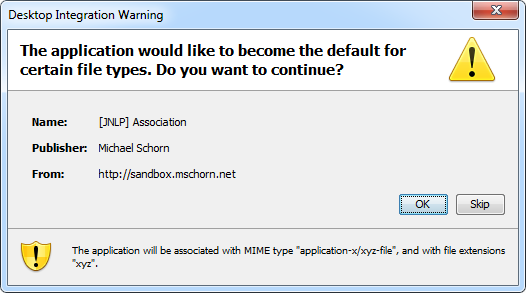 Desktop Integration Warning
The application would like to become the default for
certain file types. Do you want to continue?
Name: [JNLP] Association
Publisher: Michael Schorn
From: http://sandbox.mschorn.net
OK Skip
The application will be associated with MIME type "application-x/xyz-file", and with file extensions
"xyz".